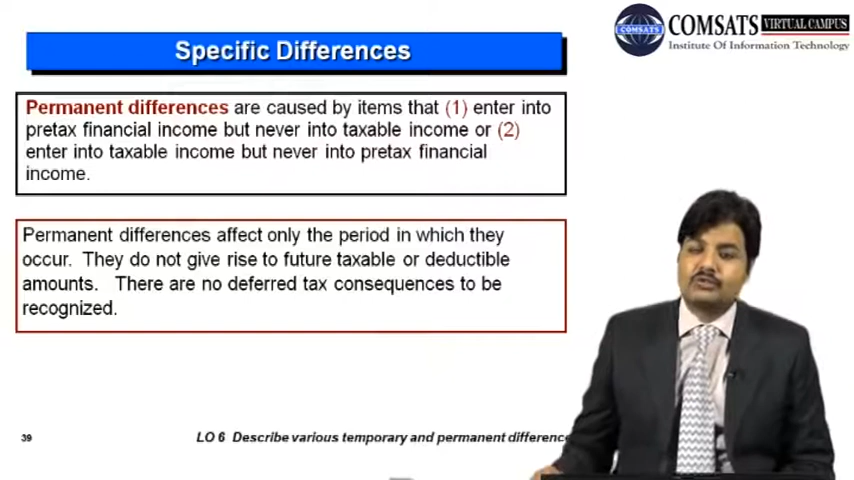 COMSATS VIRTUAL CAMPUS
Institute Of Information Technology
Specific Differences
Permanent differences are caused by items that (1) enter into
pretax financial income but never into taxable income or (2)
enter into taxable income but never into pretax financial
income.
Permanent differences affect only the period in which they
occur. They do not give rise to future taxable or deductible
amounts. There are no deferred tax consequences to be
recognized.
39
LO 6 Describe various temporary and permanent difference